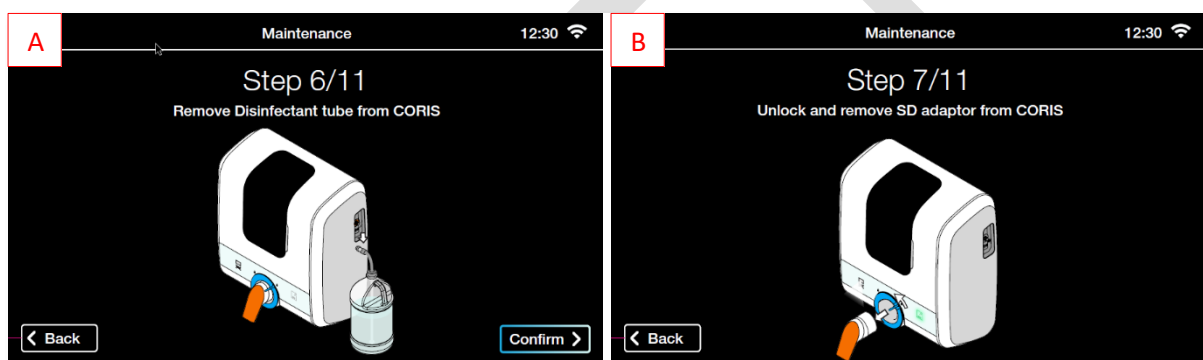 A
Maintenance
12:30
Step 6/11
Remove Disinfectant tube from CORIS
Back
Confirm
B
Maintenance
12:30
Step 7/11
Unlock and remove SD adaptor from CORIS
Back